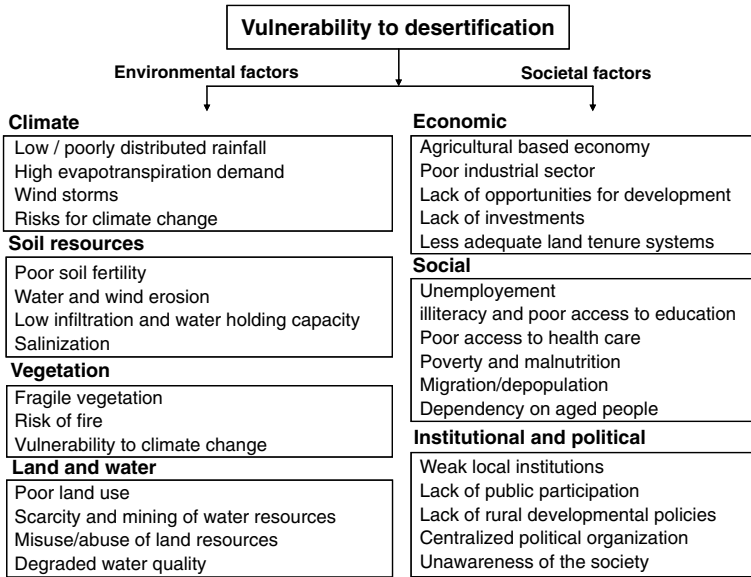 Vulnerability to desertification
Environmental factors
Societal factors
Climate
Low / poorly distributed rainfall
High evapotranspiration demand
Wind storms
Risks for climate change
Soil resources
Poor soil fertility
Water and wind erosion
Low infiltration and water holding capacity
Salinization
Vegetation
Fragile vegetation
Risk of fire
Vulnerability to climate change
Land and water
Poor land use
Scarcity and mining of water resources
Misuse/abuse of land resources
Degraded water quality
Economic
Agricultural based economy
Poor industrial sector
Lack of opportunities for development
Lack of investments
Less adequate land tenure systems
Social
Unemployement
illiteracy and poor access to education
Poor access to health care
Poverty and malnutrition
Migration/depopulation
Dependency on aged people
Institutional and political
Weak local institutions
Lack of public participation
Lack of rural developmental policies
Centralized political organization
Unawareness of the society